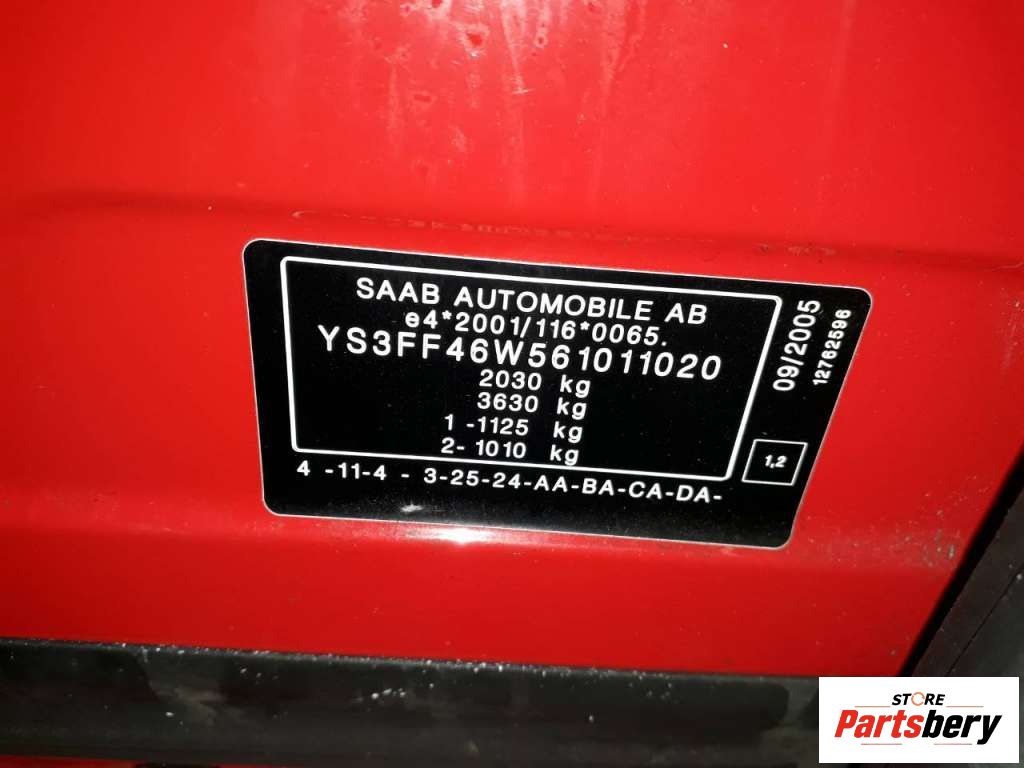 SAAB AUTOMOBILE AB
e4*2001/116*0065.
YS3FF46W561011020
2030 kg
3630 kg
1 -1125 kg
2- 1010 kg
4 -11-4 - 3-25-24-AA-BA-CA-DA-
09/2005
12762596
1,2
STORE
Partsbery